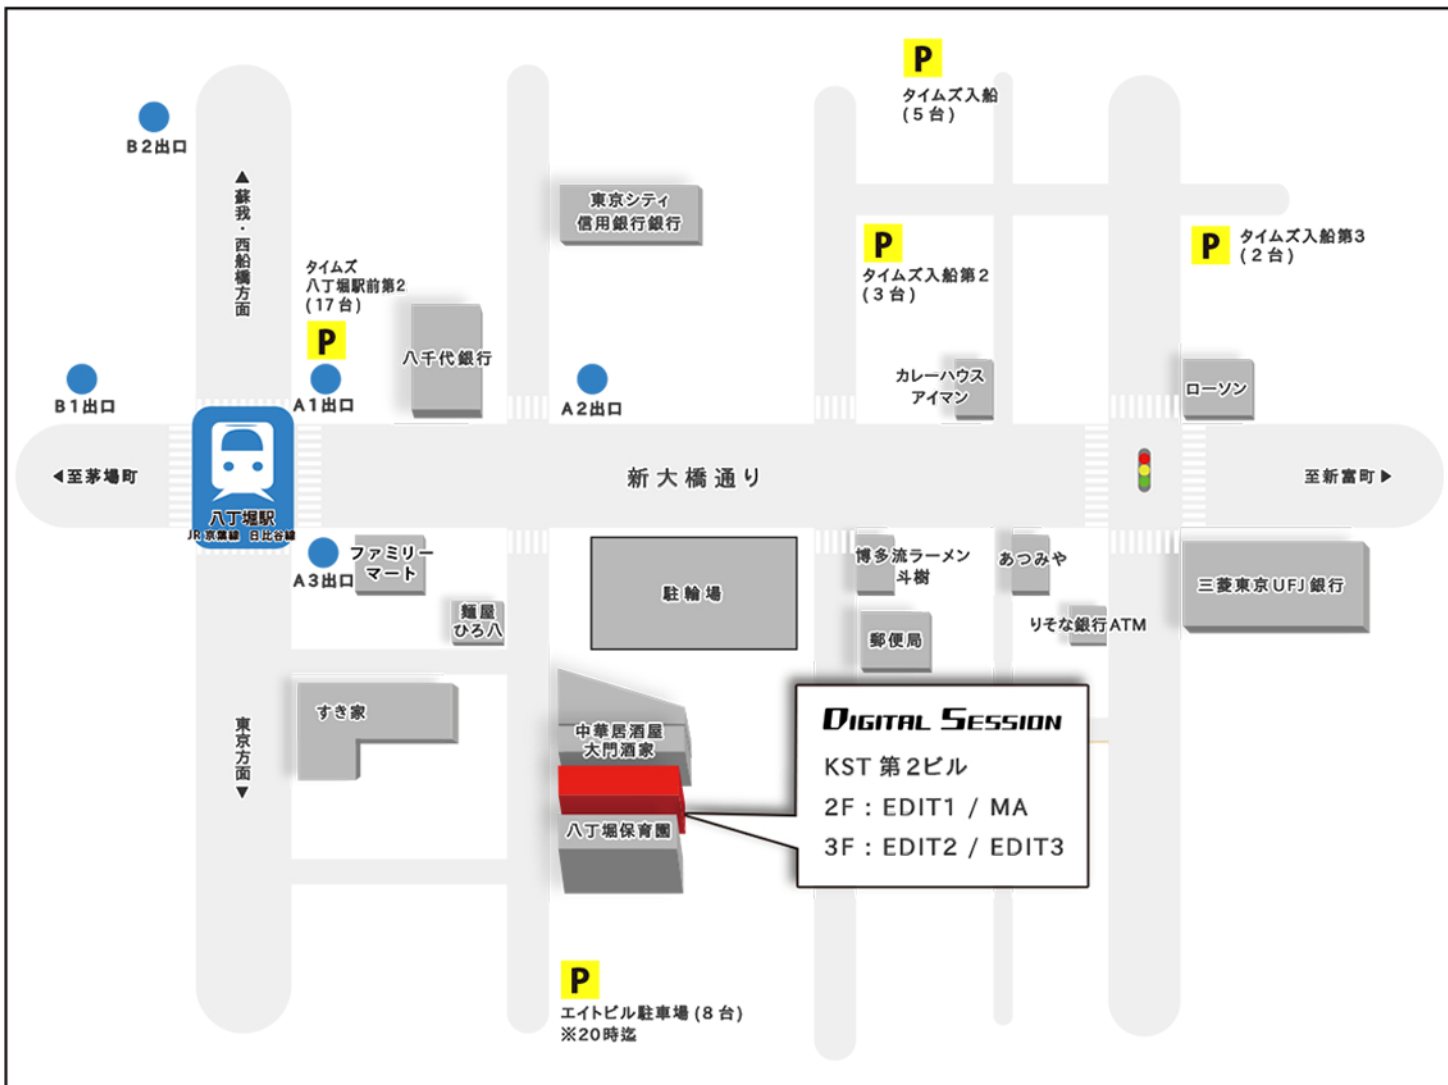 P
タイムズ入船
(5台)
B2出口
▲蘇我・西船橋方面
東京シティ
信用銀行銀行
P
タイムズ入船第2
(3台)
P
タイムズ入船第3
(2台)
タイムズ
八丁堀駅前第2
(17台)
P
八千代銀行
B1出口
A1出口
A2出口
カレーハウス
アイマン
ローソン
◀至茅場町
新大橋通り
至新富町▶
八丁堀駅
JR京葉線 日比谷線
A3出口
ファミリー
マート
駐輪場
博多流ラーメン
斗樹
あつみや
三菱東京UFJ銀行
麺屋
ひろ八
郵便局
りそな銀行ATM
すき家
東京方面▼
中華居酒屋
大門酒家
八丁堀保育園
DIGITAL SESSION
KST 第2ビル
2F : EDIT1 / MA
3F : EDIT2 / EDIT3
P
エイトビル駐車場(8台)
※20時迄